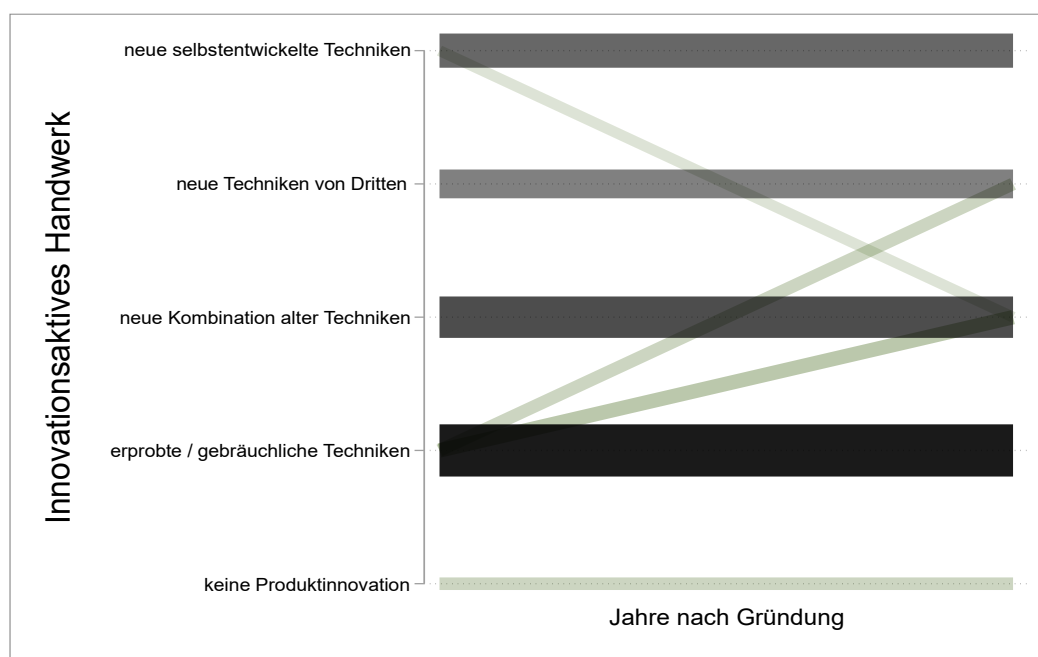 Innovationsaktives Handwerk
neue selbstentwickelte Techniken
neue Techniken von Dritten
neue Kombination alter Techniken
erprobte / gebräuchliche Techniken
keine Produktinnovation
Jahre nach Gründung